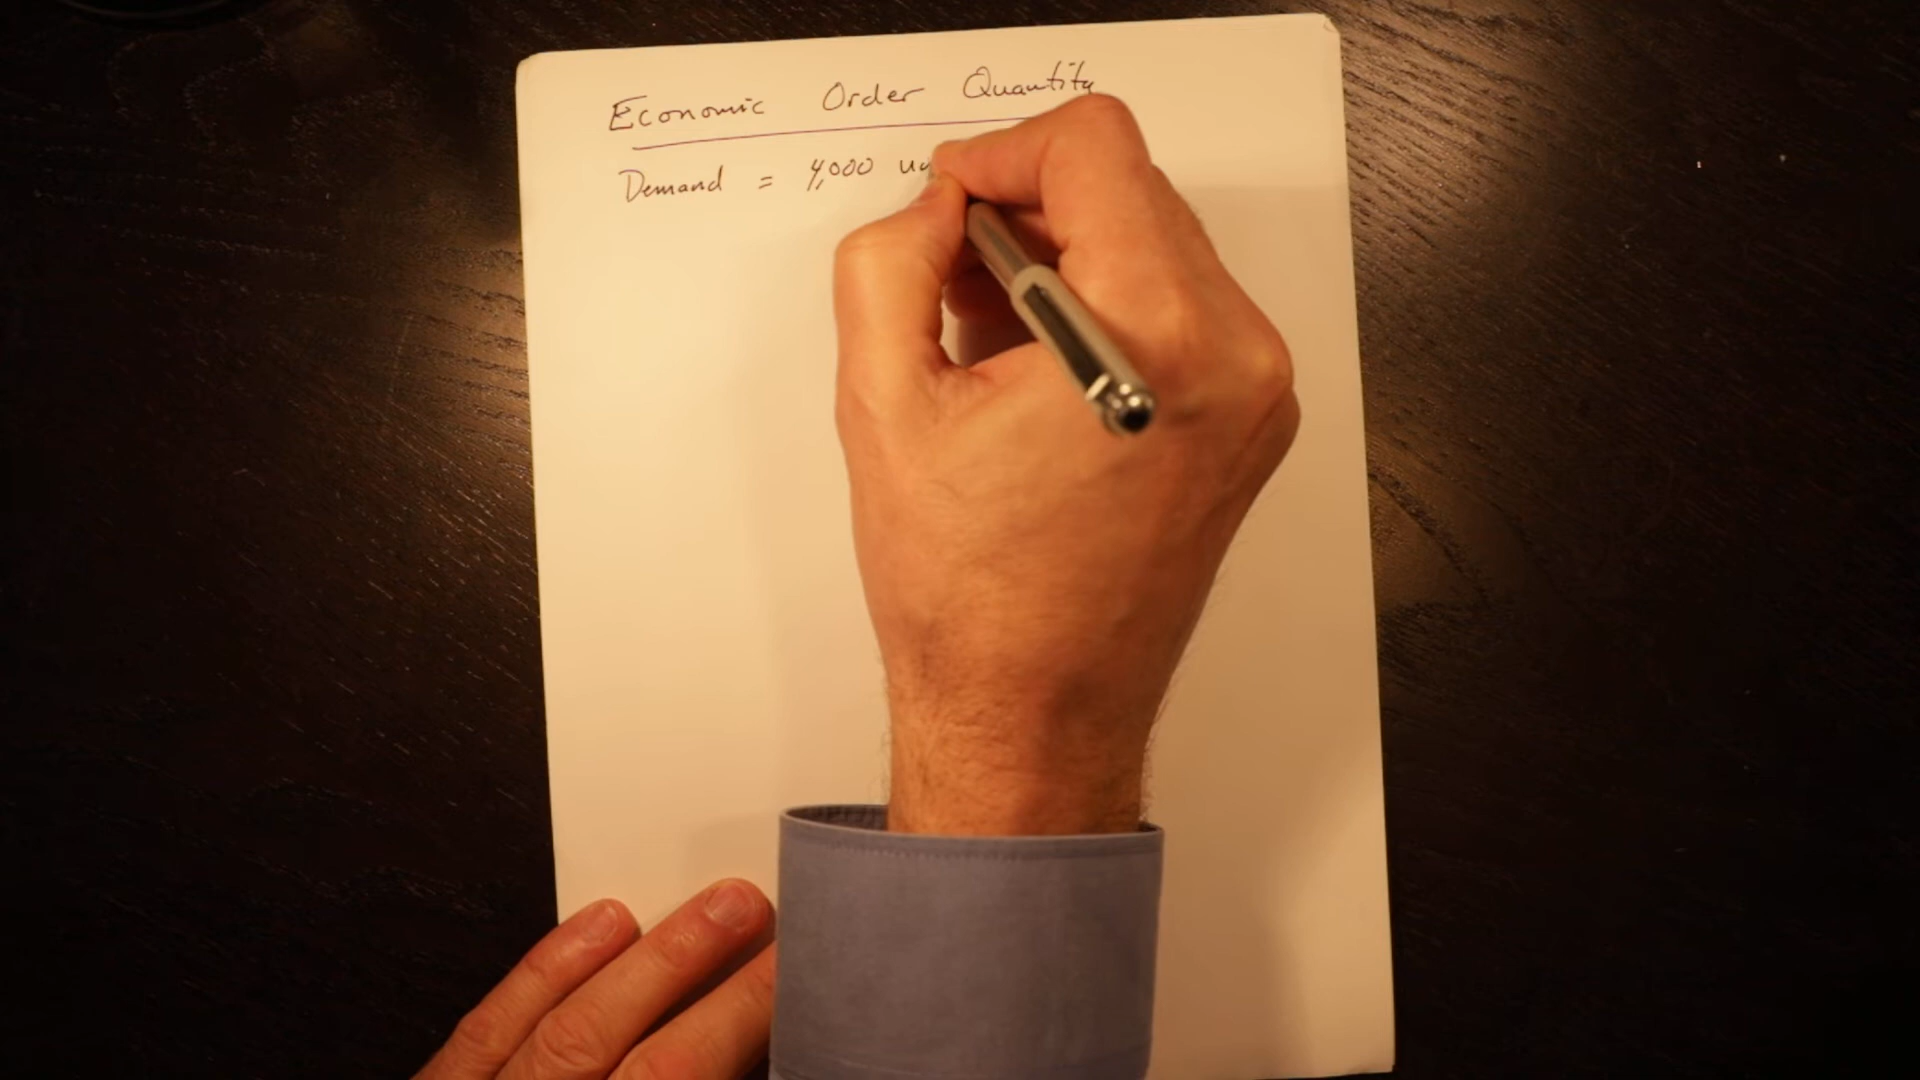 Economic Order Quantity
Demand = 4,000